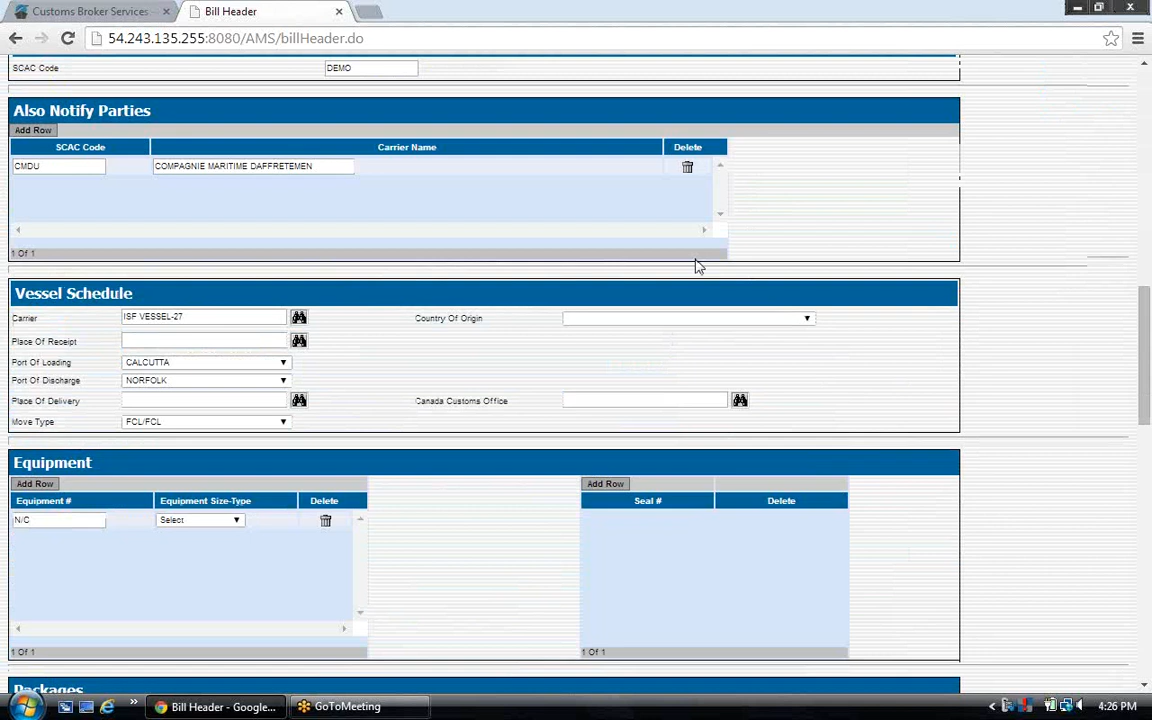 Customs Broker Services
Bill Header
54.243.135.255:8080/AMS/billHeader.do
SCAC Code DEMO
Also Notify Parties
Add Row
SCAC Code Carrier Name Delete
CMDU COMPAGNIE MARITIME DAFFRETEMEN
1 Of 1
Vessel Schedule
Carrier ISF VESSEL-27 Country Of Origin
Place Of Receipt
Port Of Loading CALCUTTA
Port Of Discharge NORFOLK
Place Of Delivery Canada Customs Office
Move Type FCL/FCL
Equipment
Add Row Add Row
Equipment # Equipment Size-Type Delete Seal # Delete
N/C Select
1 Of 1 1 Of 1
Packages
Bill Header - Google... GoToMeeting 4:26 PM